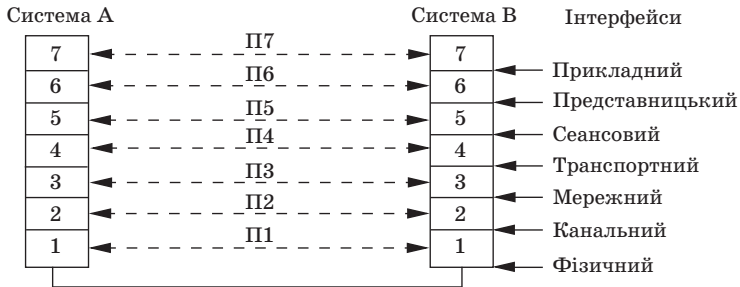 Система A Система B Інтерфейси
7 П7 7
Прикладний
6 П6 6
Представницький
5 П5 5
Сеансовий
4 П4 4
Транспортний
3 П3 3
Мережний
2 П2 2
Канальний
1 П1 1
Фізичний